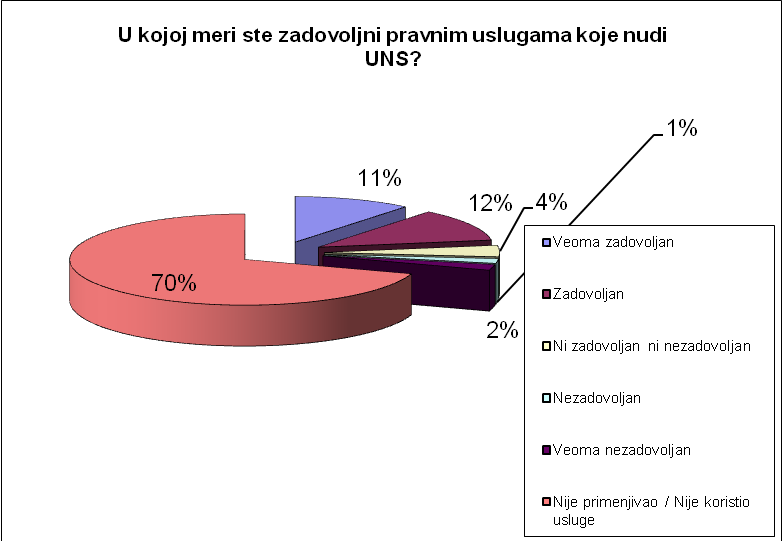 U kojoj meri ste zadovoljni pravnim uslugama koje nudi
UNS?
1%
11%
12%
4%
70%
2%
Veoma zadovoljan
Zadovoljan
Ni zadovoljan ni nezadovoljan
Nezadovoljan
Veoma nezadovoljan
Nije primenjivao / Nije koristio
usluge